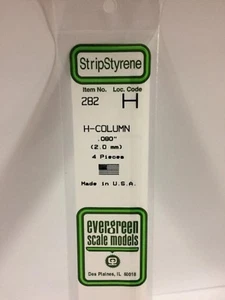 StripStyrene
Item No. Loc. Code
282 H
H-COLUMN
.080"
(2.0 mm)
4 Pieces
Made in U.S.A.
evergreen
scale models
Des Plaines, IL 60018